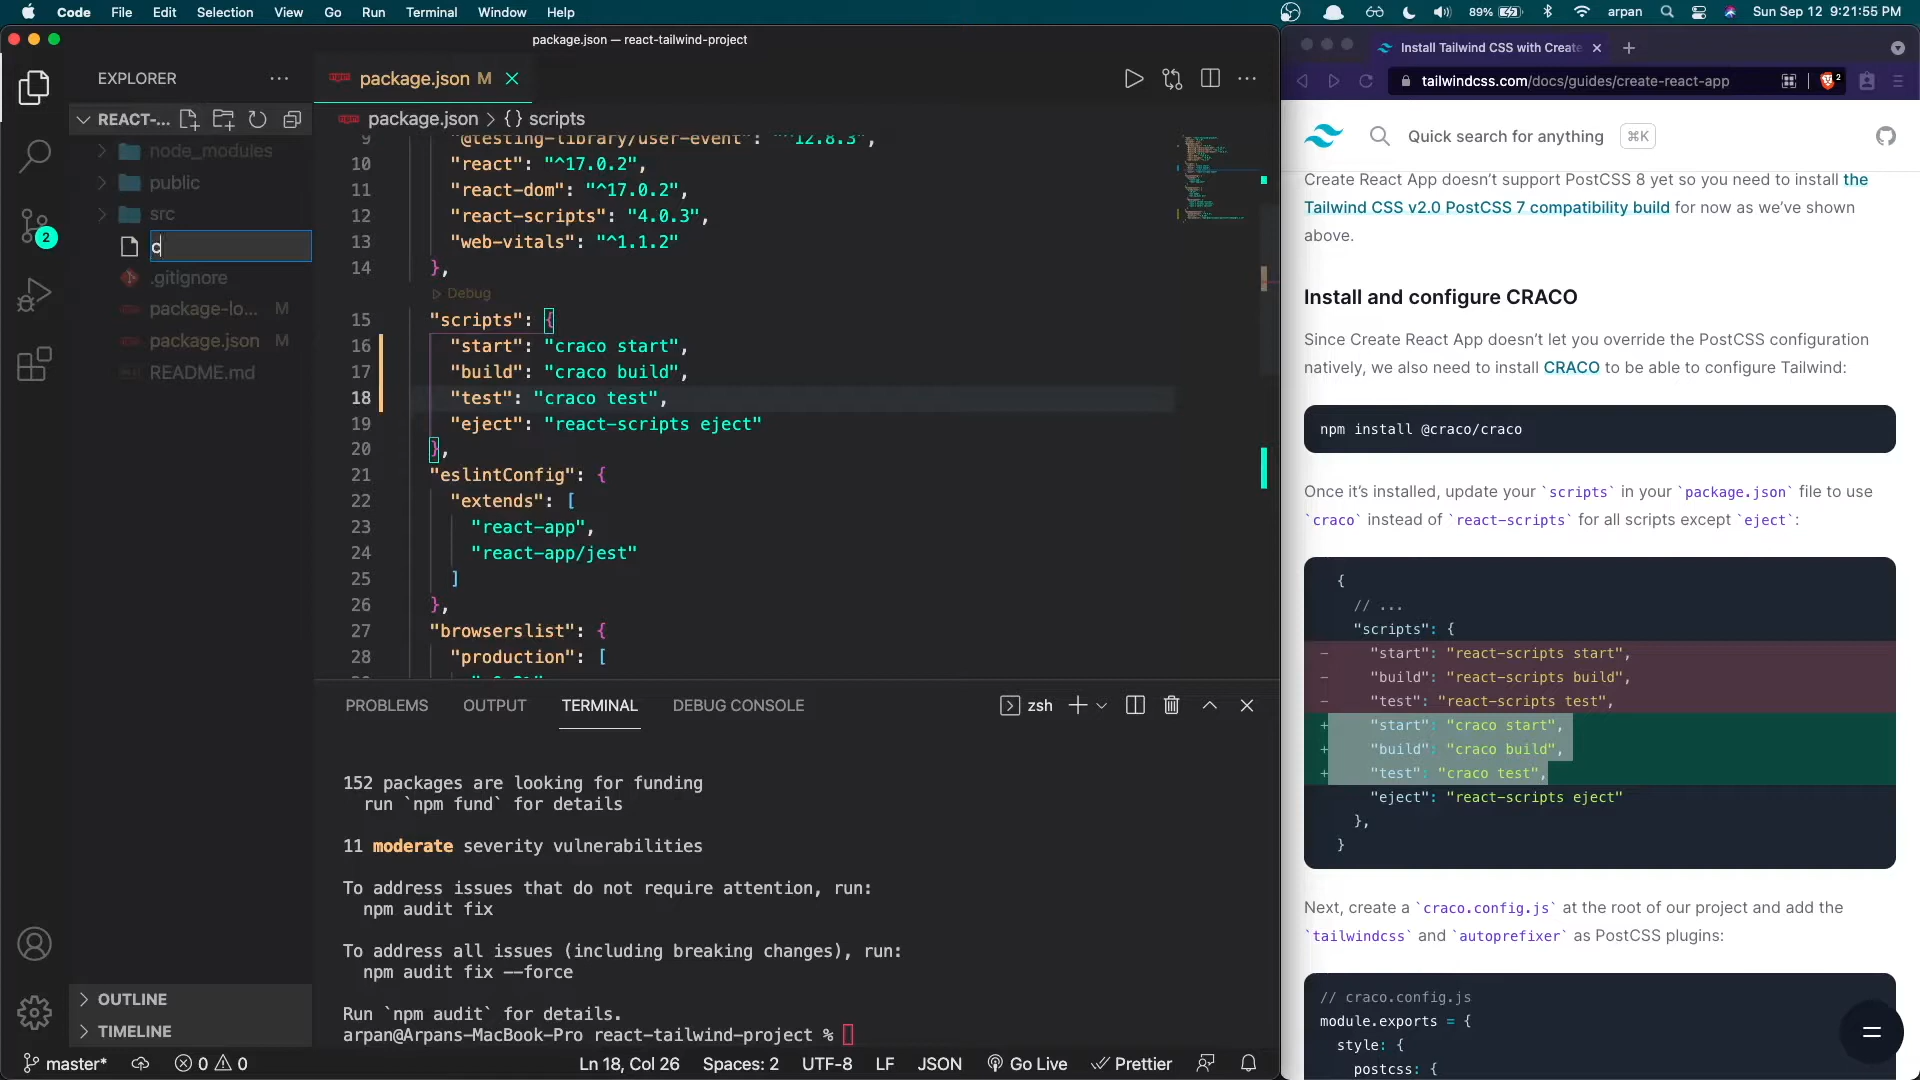 Code File Edit Selection View Go Run Terminal Window Help
89% arpan Sun Sep 12 9:21:55 PM
package.json — react-tailwind-project
EXPLORER
REACT-...
node_modules
public
src
c
.gitignore
package-lo... M
package.json M
README.md
OUTLINE
TIMELINE
2
package.json M
package.json > {} scripts
9 "@testing-library/user-event": "^12.8.3",
10 "react": "^17.0.2",
11 "react-dom": "^17.0.2",
12 "react-scripts": "4.0.3",
13 "web-vitals": "^1.1.2"
14 },
Debug
15 "scripts": {
16 "start": "craco start",
17 "build": "craco build",
18 "test": "craco test",
19 "eject": "react-scripts eject"
20 },
21 "eslintConfig": {
22 "extends": [
23 "react-app",
24 "react-app/jest"
25 ]
26 },
27 "browserslist": {
28 "production": [
PROBLEMS OUTPUT TERMINAL DEBUG CONSOLE
zsh
152 packages are looking for funding
run `npm fund` for details
11 moderate severity vulnerabilities
To address issues that do not require attention, run:
npm audit fix
To address all issues (including breaking changes), run:
npm audit fix --force
Run `npm audit` for details.
arpan@Arpans-MacBook-Pro react-tailwind-project %
master* 0 0 Ln 18, Col 26 Spaces: 2 UTF-8 LF JSON Go Live Prettier
Install Tailwind CSS with Create
tailwindcss.com/docs/guides/create-react-app
2
Quick search for anything ⌘K
Create React App doesn’t support PostCSS 8 yet so you need to install the
Tailwind CSS v2.0 PostCSS 7 compatibility build for now as we’ve shown
above.
Install and configure CRACO
Since Create React App doesn’t let you override the PostCSS configuration
natively, we also need to install CRACO to be able to configure Tailwind:
npm install @craco/craco
Once it’s installed, update your `scripts` in your `package.json` file to use
`craco` instead of `react-scripts` for all scripts except `eject`:
{
// ...
"scripts": {
- "start": "react-scripts start",
- "build": "react-scripts build",
- "test": "react-scripts test",
+ "start": "craco start",
+ "build": "craco build",
+ "test": "craco test",
"eject": "react-scripts eject"
},
}
Next, create a `craco.config.js` at the root of our project and add the
`tailwindcss` and `autoprefixer` as PostCSS plugins:
// craco.config.js
module.exports = {
style: {
postcss: {